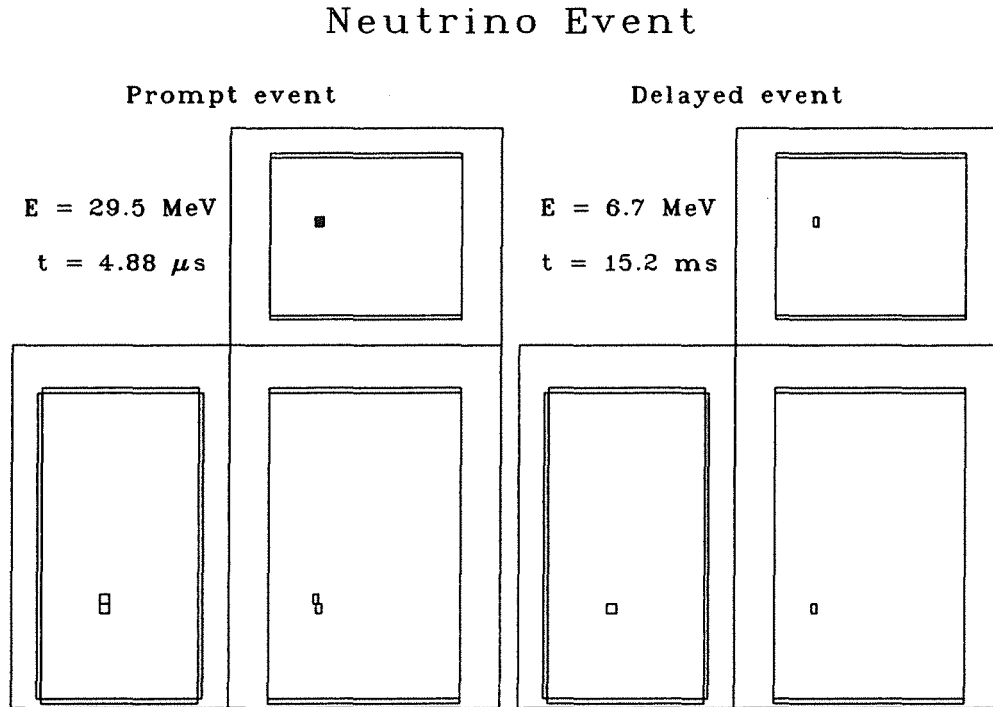 Neutrino Event
Prompt event
Delayed event
E = 29.5 MeV
t = 4.88 μs
E = 6.7 MeV
t = 15.2 ms